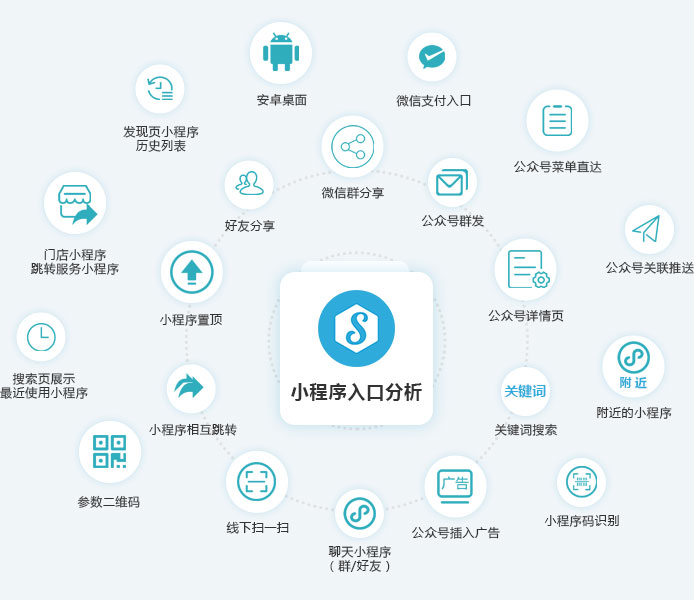 安卓桌面
微信支付入口
发现页小程序
历史列表
公众号菜单直达
微信群分享
好友分享
公众号群发
门店小程序
跳转服务小程序
公众号关联推送
小程序置顶
公众号详情页
S
小程序入口分析
搜索页展示
最近使用小程序
附 近
附近的小程序
关键词
关键词搜索
小程序相互跳转
参数二维码
线下扫一扫
广告
公众号插入广告
小程序码识别
聊天小程序
（ 群/好友 ）